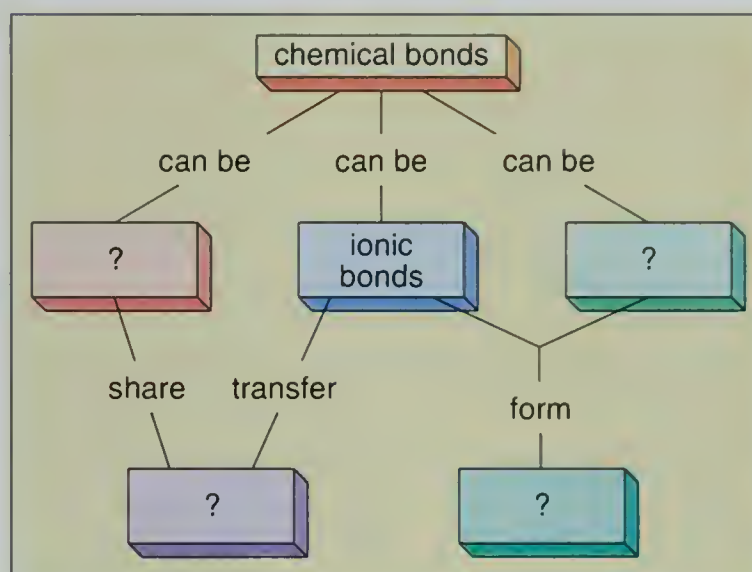 chemical bonds
can be
can be
can be
?
ionic
bonds
?
share
transfer
form
?
?